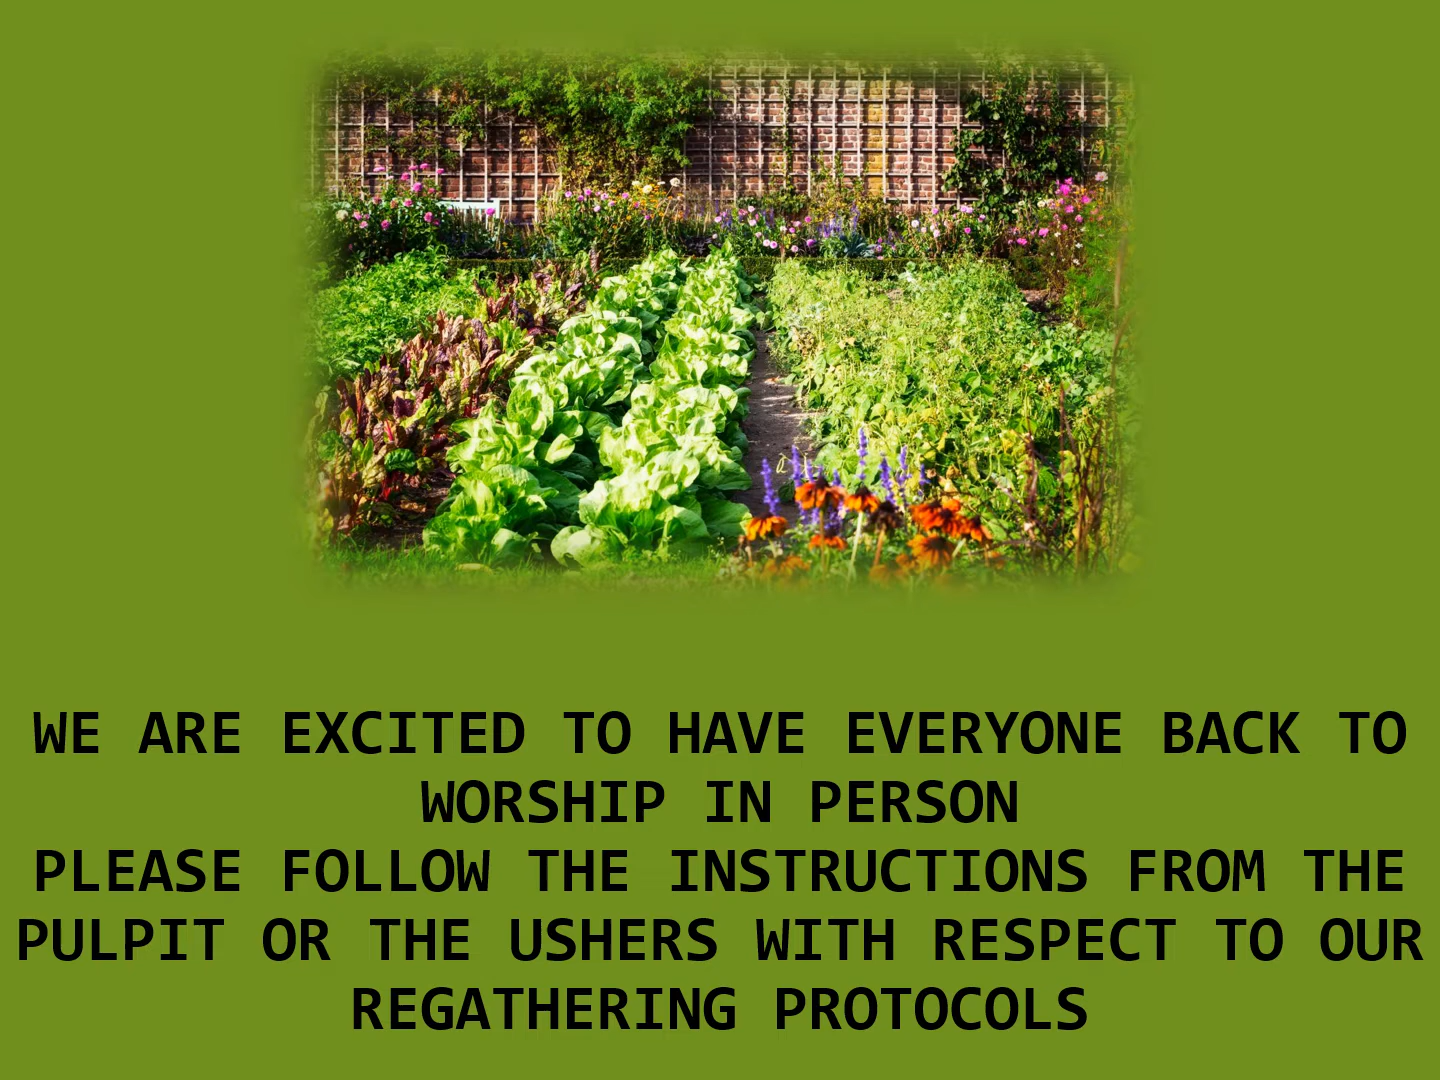 WE ARE EXCITED TO HAVE EVERYONE BACK TO
WORSHIP IN PERSON
PLEASE FOLLOW THE INSTRUCTIONS FROM THE
PULPIT OR THE USHERS WITH RESPECT TO OUR
REGATHERING PROTOCOLS